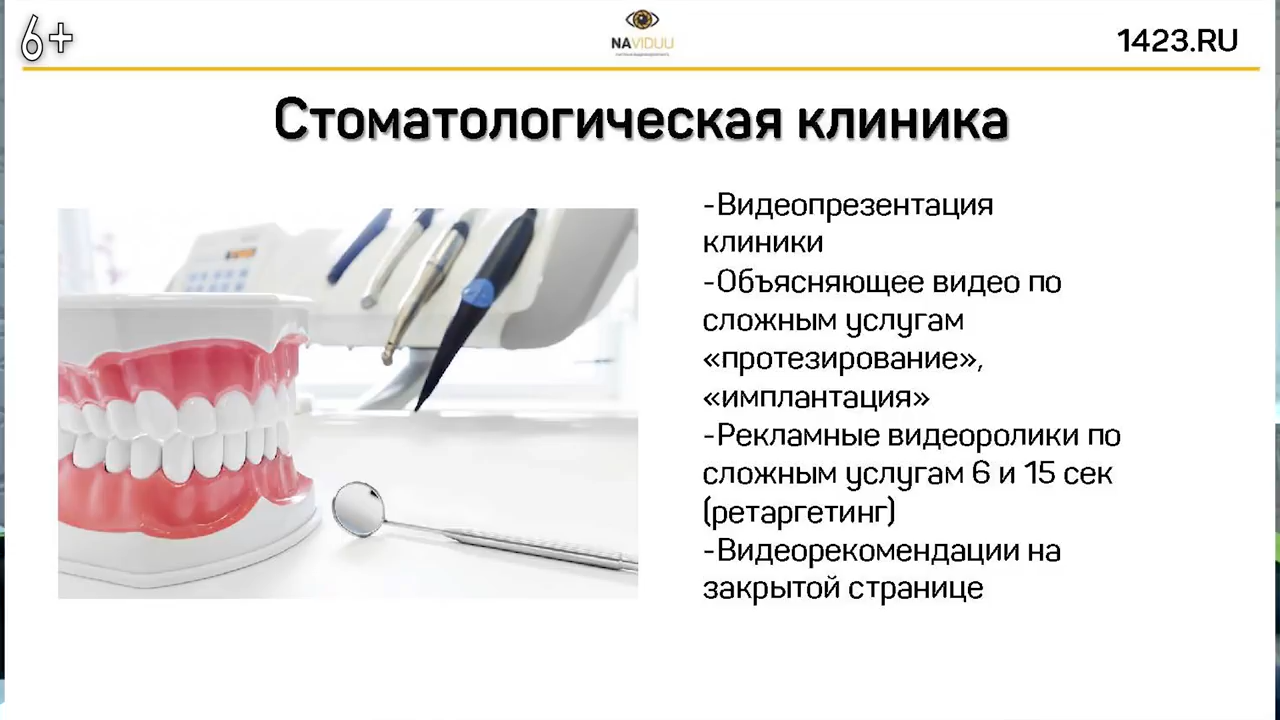 6+
NAVIDUU
1423.RU
Стоматологическая клиника
-Видеопрезентация
клиники
-Объясняющее видео по
сложным услугам
«протезирование»,
«имплантация»
-Рекламные видеоролики по
сложным услугам 6 и 15 сек
(ретаргетинг)
-Видеорекомендации на
закрытой странице